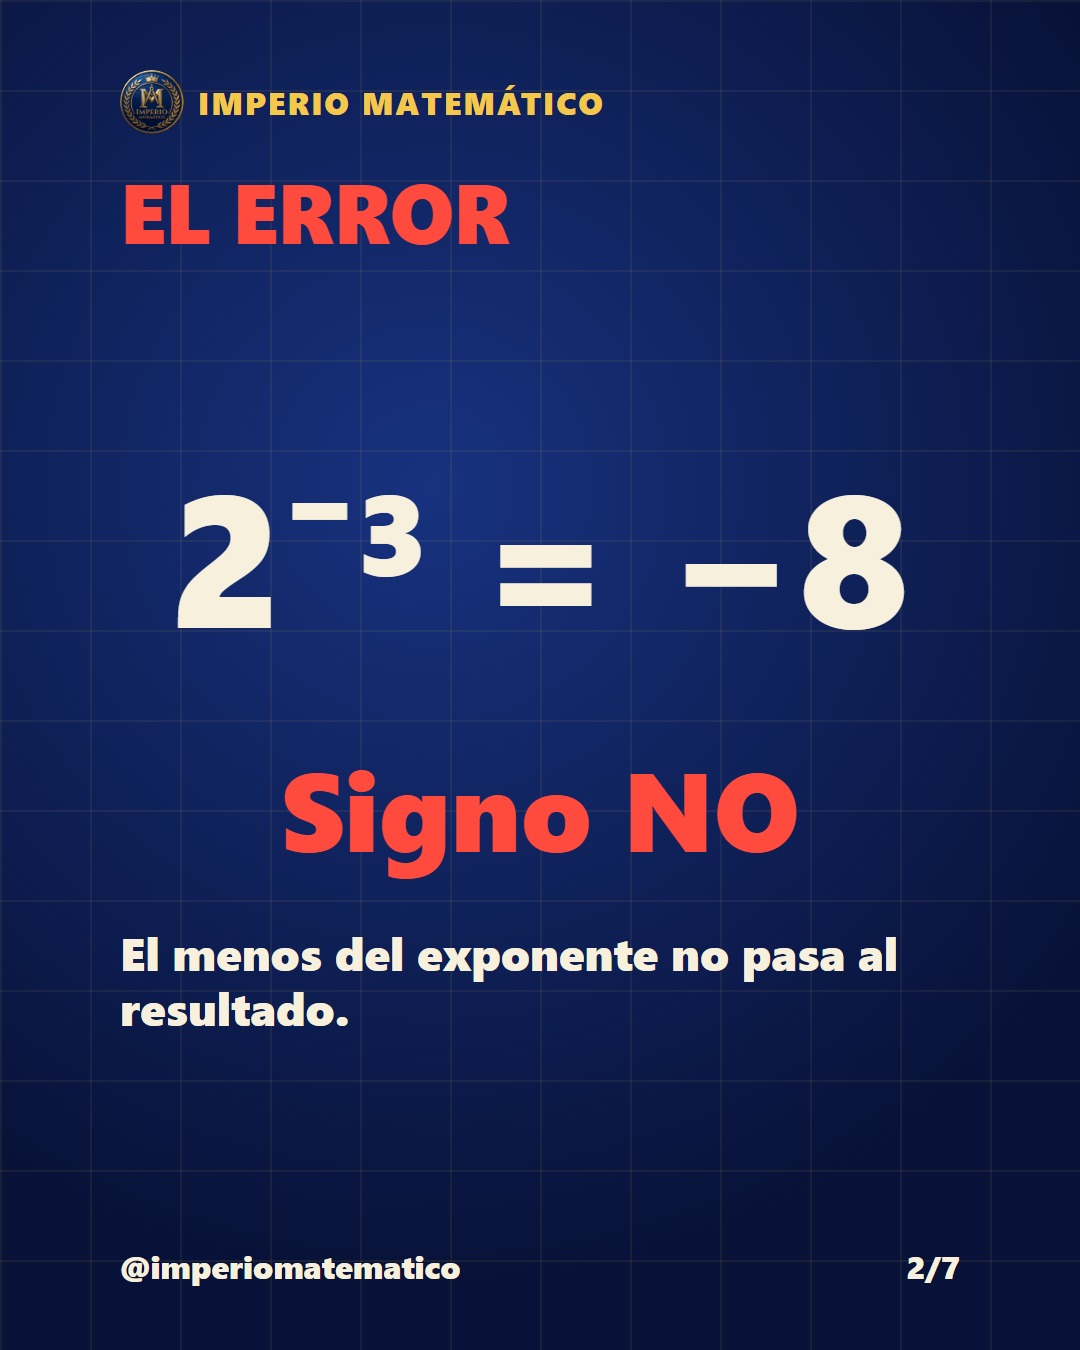 IMPERIO MATEMÁTICO
EL ERROR
2⁻³ = −8
Signo NO
El menos del exponente no pasa al
resultado.
@imperiomatematico
2/7